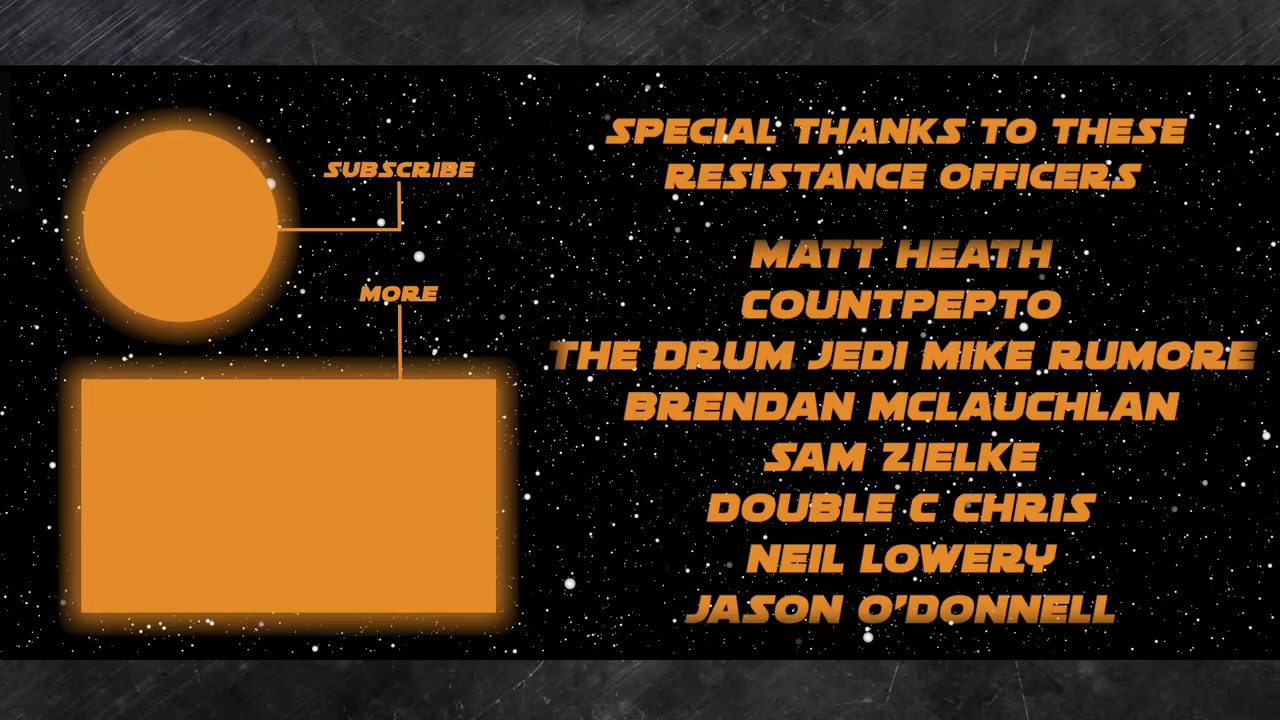 SUBSCRIBE
MORE
SPECIAL THANKS TO THESE
RESISTANCE OFFICERS
MATT HEATH
COUNTPEPTO
THE DRUM JEDI MIKE RUMORE
BRENDAN MCLAUCHLAN
SAM ZIELKE
DOUBLE C CHRIS
NEIL LOWERY
JASON O'DONNELL